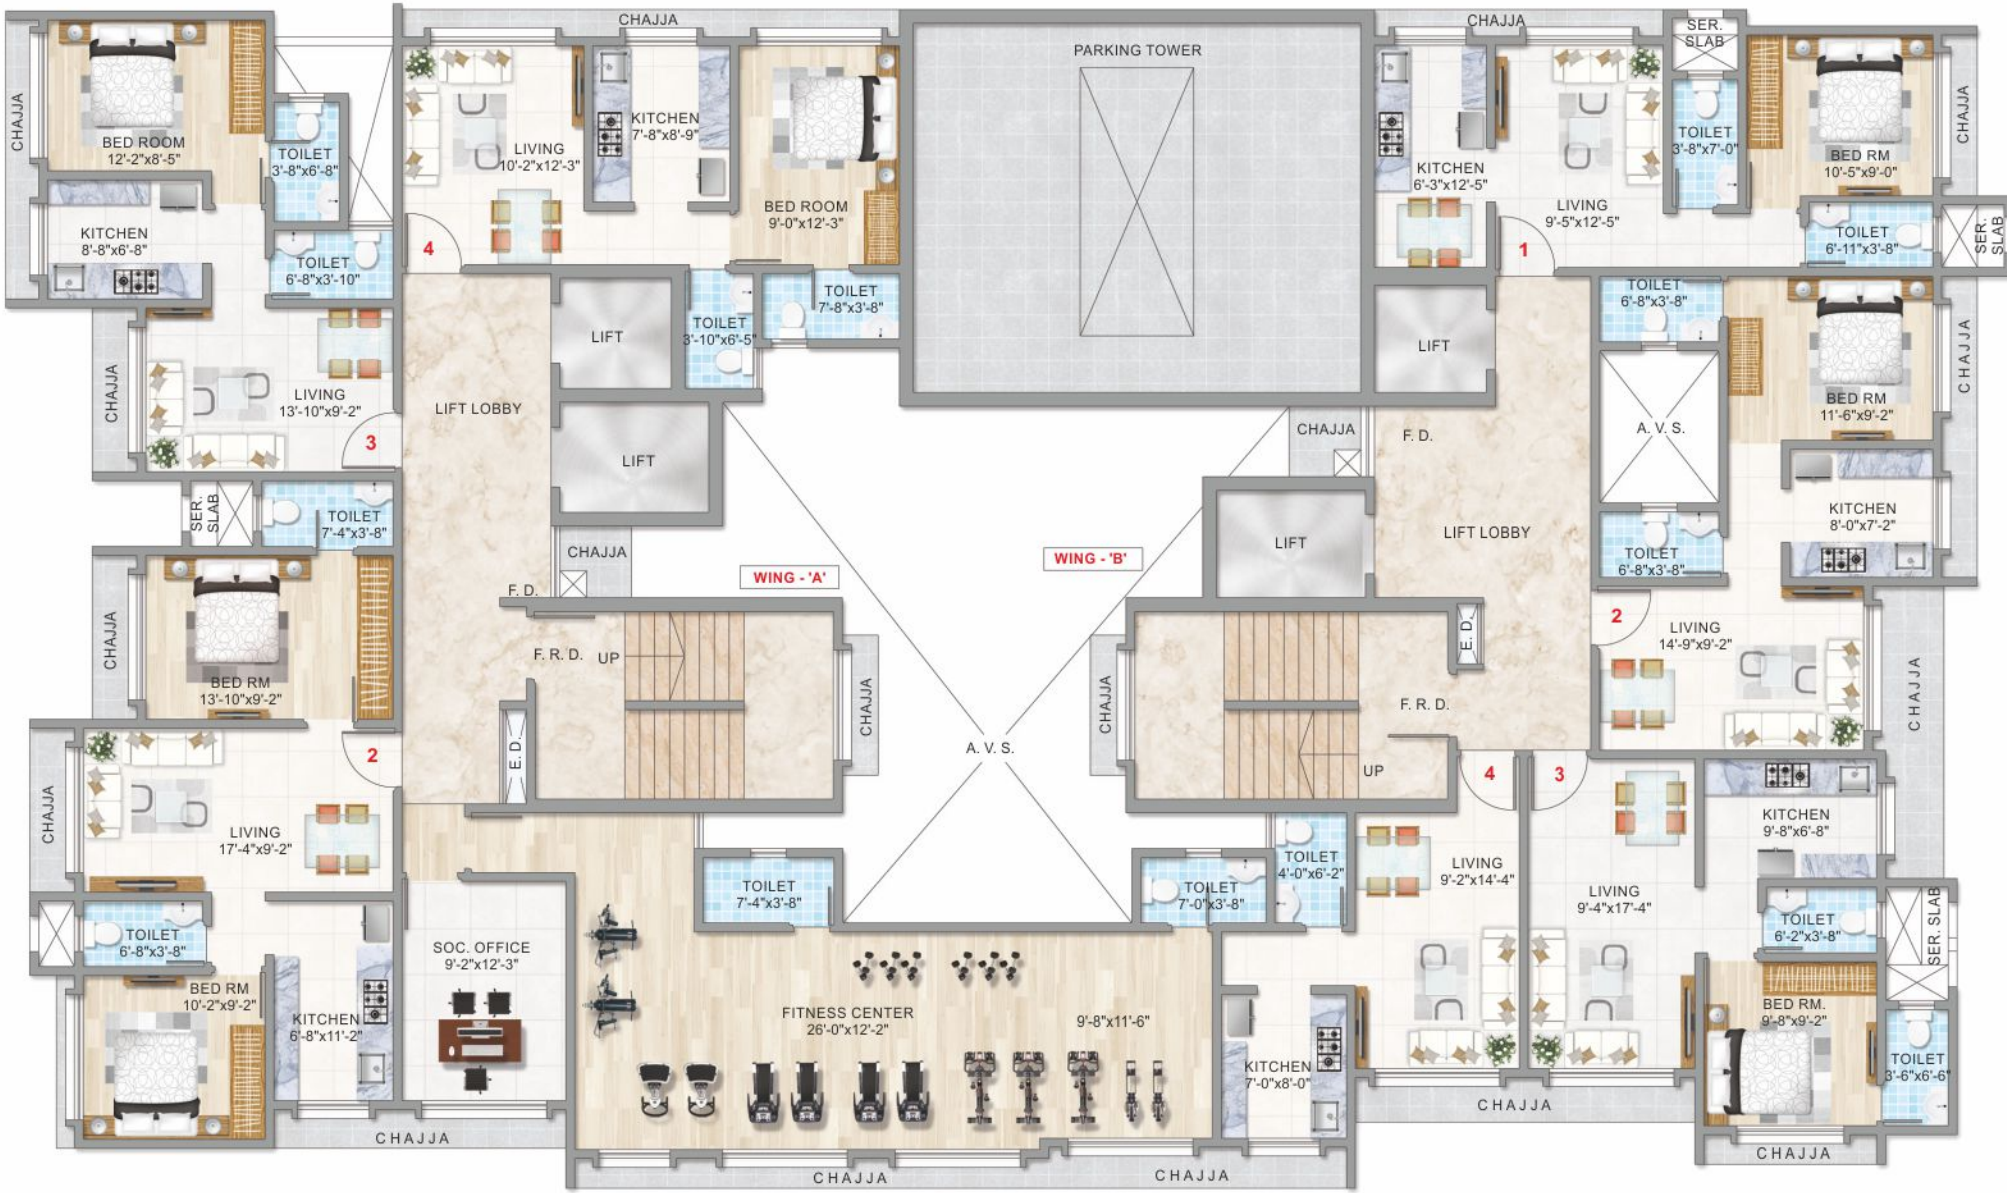 CHAJJA
CHAJJA
SER.
SLAB
PARKING TOWER
CHAJJA
BED ROOM
12'-2"x8'-5"
TOILET
3'-8"x6'-8"
LIVING
10'-2"x12'-3"
KITCHEN
7'-8"x8'-9"
BED ROOM
9'-0"x12'-3"
KITCHEN
6'-3"x12'-5"
LIVING
9'-5"x12'-5"
TOILET
3'-8"x7'-0"
BED RM
10'-5"x9'-0"
CHAJJA
KITCHEN
8'-8"x6'-8"
TOILET
6'-8"x3'-10"
4
1
TOILET
6'-11"x3'-8"
SER.
SLAB
TOILET
7'-8"x3'-8"
TOILET
3'-10"x6'-5"
LIFT
LIFT
TOILET
6'-8"x3'-8"
CHAJJA
LIVING
13'-10"x9'-2"
CHAJJA
3
LIFT LOBBY
LIFT
CHAJJA
F. D.
A. V. S.
BED RM
11'-6"x9'-2"
SER.
SLAB
TOILET
7'-4"x3'-8"
CHAJJA
LIFT
LIFT LOBBY
KITCHEN
8'-0"x7'-2"
TOILET
6'-8"x3'-8"
WING - 'A'
WING - 'B'
F. D.
CHAJJA
BED RM
13'-10"x9'-2"
F. R. D.
UP
CHAJJA
CHAJJA
E. D.
2
LIVING
14'-9"x9'-2"
CHAJJA
F. R. D.
UP
A. V. S.
E. D.
2
4
3
CHAJJA
LIVING
17'-4"x9'-2"
KITCHEN
9'-8"x6'-8"
TOILET
7'-4"x3'-8"
TOILET
7'-0"x3'-8"
TOILET
4'-0"x6'-2"
LIVING
9'-2"x14'-4"
LIVING
9'-4"x17'-4"
TOILET
6'-2"x3'-8"
SER. SLAB
TOILET
6'-8"x3'-8"
SOC. OFFICE
9'-2"x12'-3"
BED RM
10'-2"x9'-2"
KITCHEN
6'-8"x11'-2"
FITNESS CENTER
26'-0"x12'-2"
9'-8"x11'-6"
KITCHEN
7'-0"x8'-0"
BED RM.
9'-8"x9'-2"
TOILET
3'-6"x6'-6"
CHAJJA
CHAJJA
CHAJJA
CHAJJA
CHAJJA